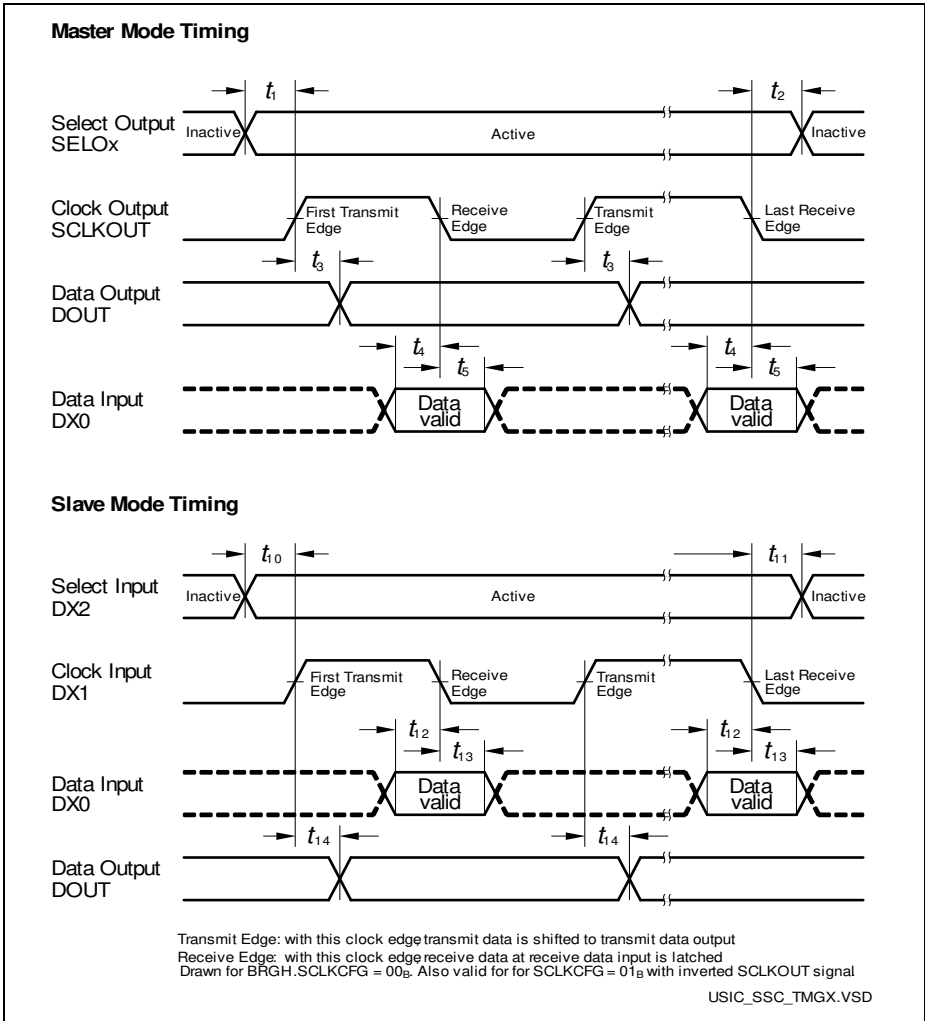 Master Mode Timing
t1
t2
Select Output
SELOx
Inactive
Active
Inactive
Clock Output
SCLKOUT
First Transmit
Edge
Receive
Edge
Transmit
Edge
Last Receive
Edge
t3
t3
Data Output
DOUT
t4
t5
t4
t5
Data Input
DX0
Data
valid
Data
valid
Slave Mode Timing
t10
t11
Select Input
DX2
Inactive
Active
Inactive
Clock Input
DX1
First Transmit
Edge
Receive
Edge
Transmit
Edge
Last Receive
Edge
t12
t13
t12
t13
Data Input
DX0
Data
valid
Data
valid
t14
t14
Data Output
DOUT
Transmit Edge: with this clock edge, transmit data is shifted to transmit data output
Receive Edge: with this clock edge, receive data at receive data input is latched
Drawn for BRGH.SCLKCFG = 00B. Also valid for for SCLKCFG = 01B with inverted SCLKOUT signal
USIC_SSC_TMGX.VSD